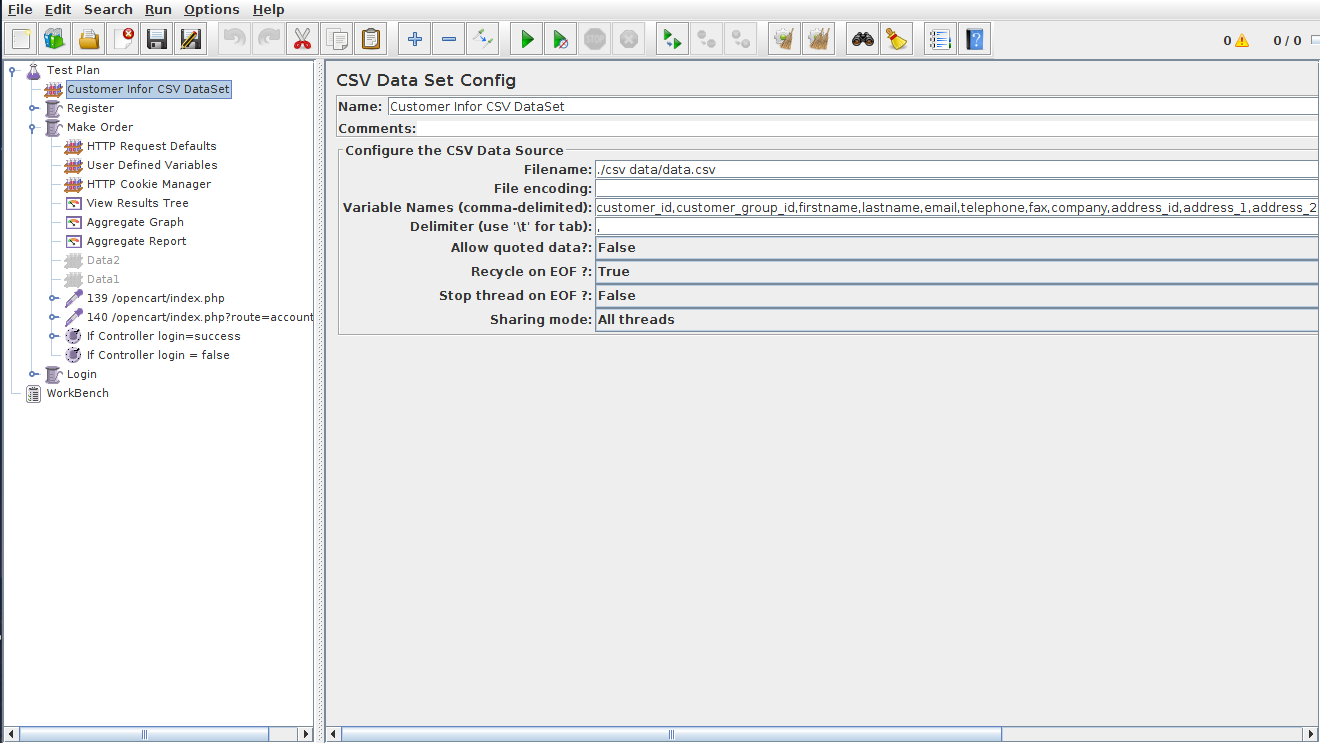 File Edit Search Run Options Help
0 0 / 0
Test Plan
Customer Infor CSV DataSet
Register
Make Order
HTTP Request Defaults
User Defined Variables
HTTP Cookie Manager
View Results Tree
Aggregate Graph
Aggregate Report
Data2
Data1
139 /opencart/index.php
140 /opencart/index.php?route=account
If Controller login=success
If Controller login = false
Login
WorkBench
CSV Data Set Config
Name: Customer Infor CSV DataSet
Comments:
Configure the CSV Data Source
Filename: ./csv data/data.csv
File encoding:
Variable Names (comma-delimited): customer_id,customer_group_id,firstname,lastname,email,telephone,fax,company,address_id,address_1,address_2
Delimiter (use '\t' for tab): ,
Allow quoted data?: False
Recycle on EOF ?: True
Stop thread on EOF ?: False
Sharing mode: All threads